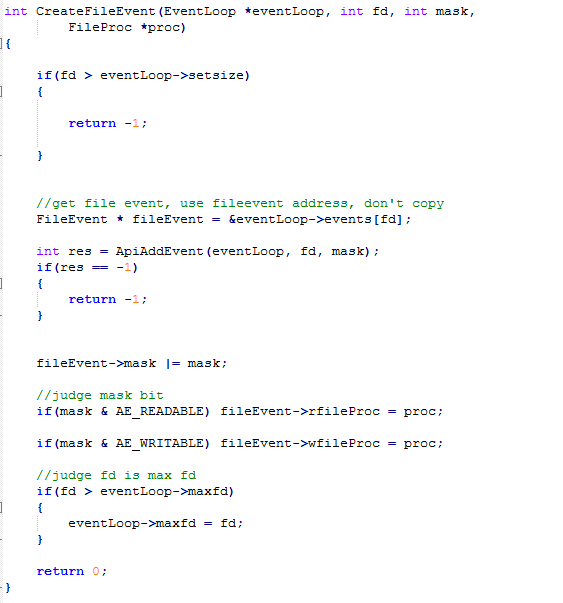 int CreateFileEvent(EventLoop *eventLoop, int fd, int mask,
        FileProc *proc)
{
    if(fd > eventLoop->setsize)
    {
        return -1;
    }
    //get file event, use fileevent address, don't copy
    FileEvent * fileEvent = &eventLoop->events[fd];
    int res = ApiAddEvent(eventLoop, fd, mask);
    if(res == -1)
    {
        return -1;
    }
    fileEvent->mask |= mask;
    //judge mask bit
    if(mask & AE_READABLE) fileEvent->rfileProc = proc;
    if(mask & AE_WRITABLE) fileEvent->wfileProc = proc;
    //judge fd is max fd
    if(fd > eventLoop->maxfd)
    {
        eventLoop->maxfd = fd;
    }
    return 0;
}